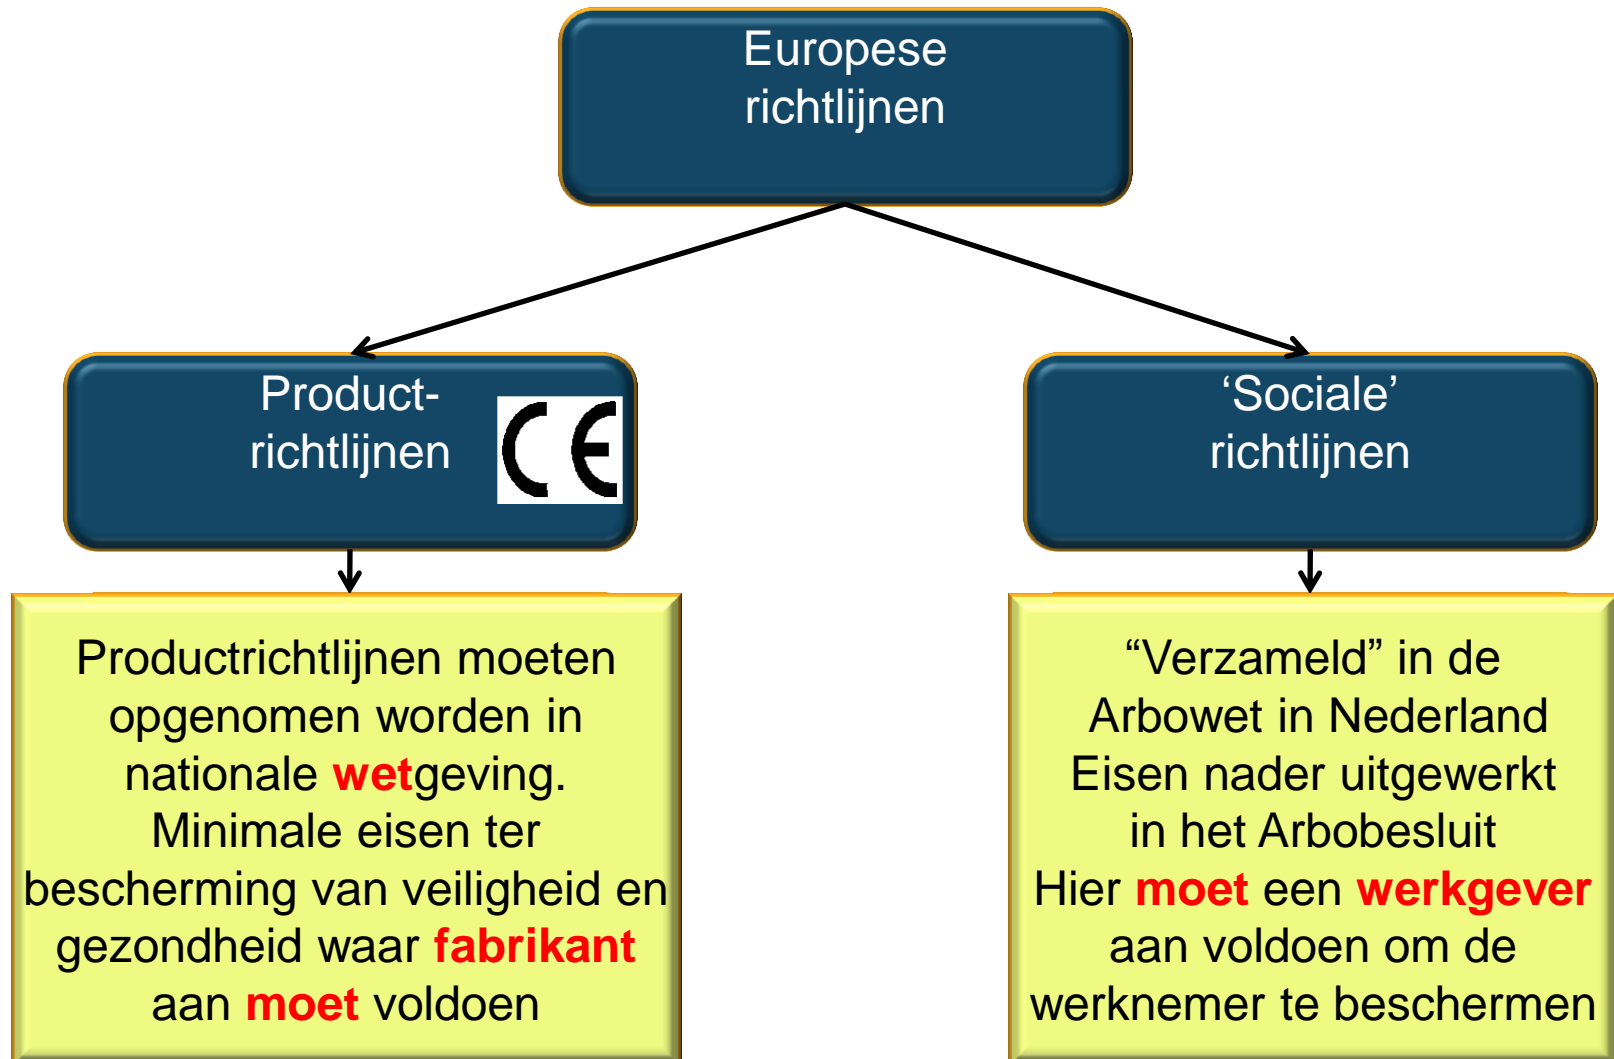 Europese
richtlijnen
Product-
richtlijnen
CE
‘Sociale’
richtlijnen
Productrichtlijnen moeten
opgenomen worden in
nationale wetgeving.
Minimale eisen ter
bescherming van veiligheid en
gezondheid waar fabrikant
aan moet voldoen
“Verzameld” in de
Arbowet in Nederland
Eisen nader uitgewerkt
in het Arbobesluit
Hier moet een werkgever
aan voldoen om de
werknemer te beschermen